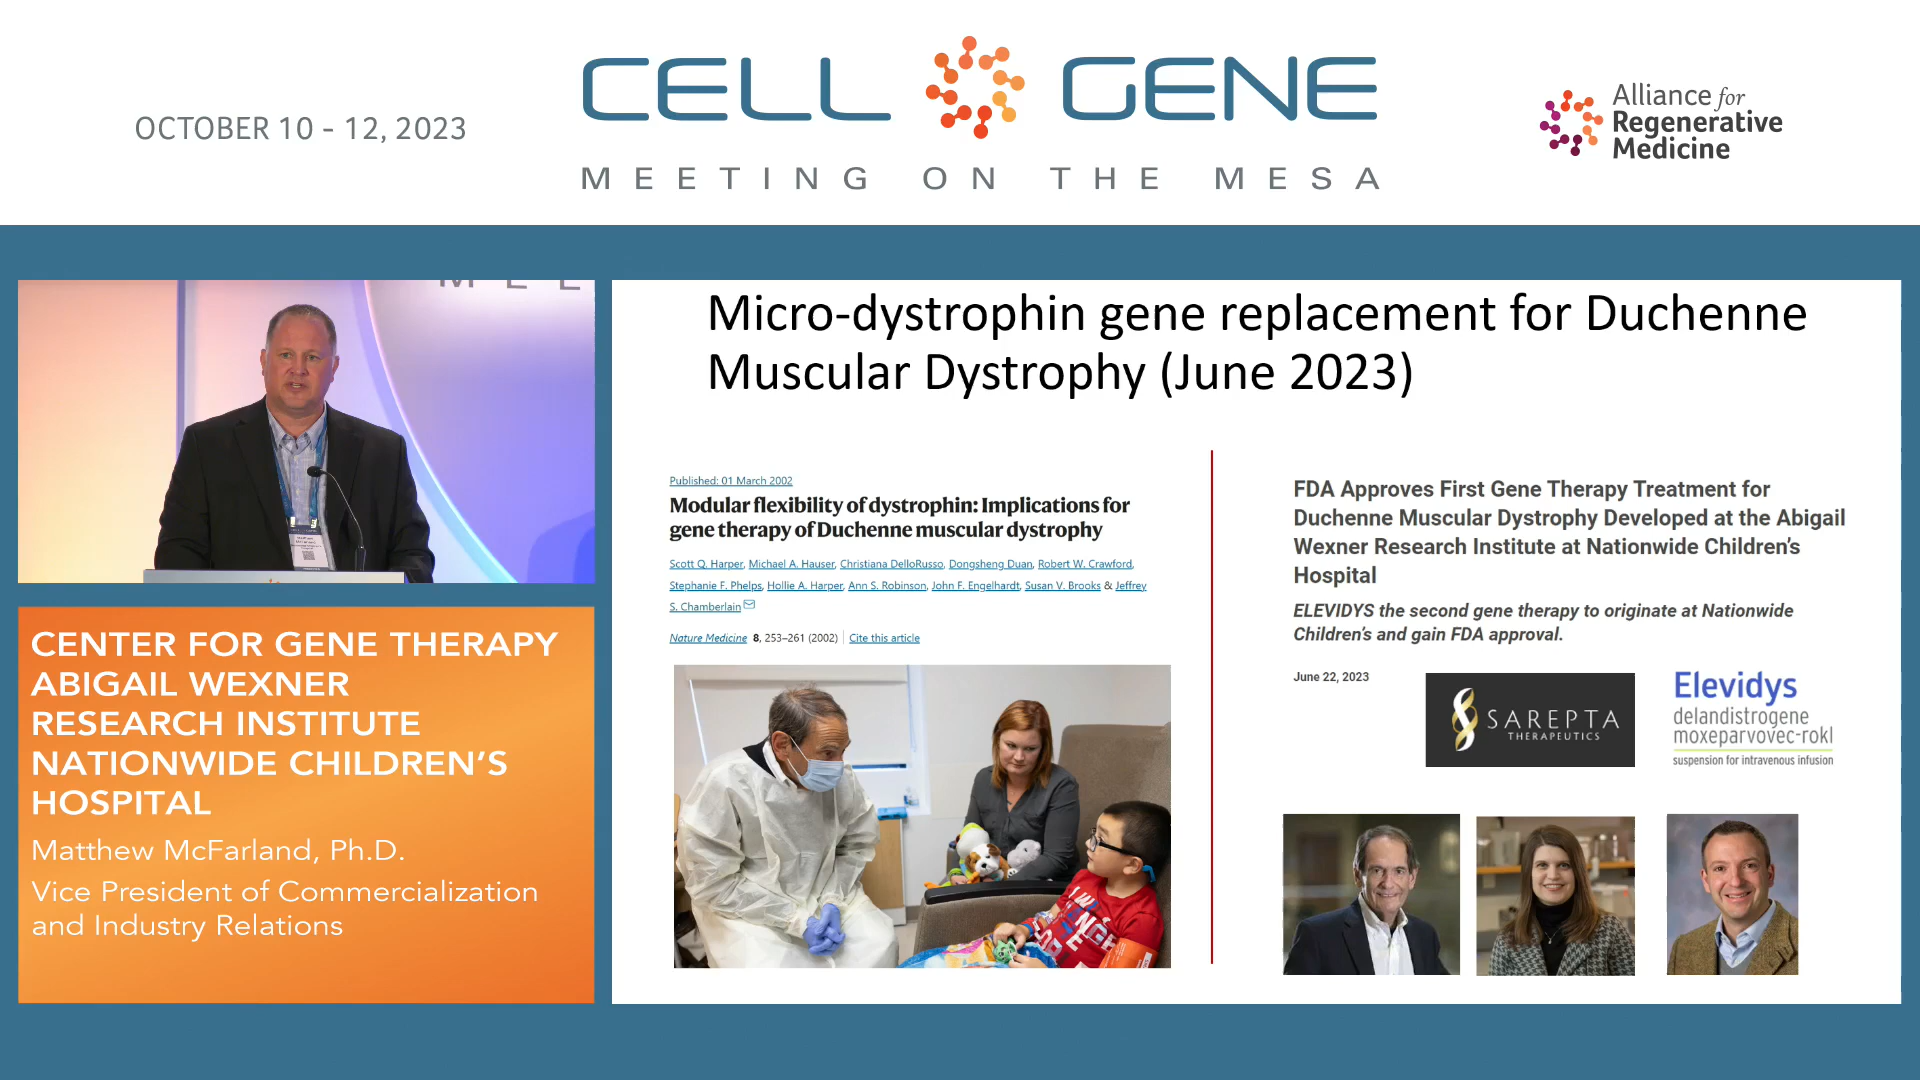 OCTOBER 10 - 12, 2023
CELL GENE
MEETING ON THE MESA
Alliance for
Regenerative
Medicine
CENTER FOR GENE THERAPY
ABIGAIL WEXNER
RESEARCH INSTITUTE
NATIONWIDE CHILDREN'S
HOSPITAL
Matthew McFarland, Ph.D.
Vice President of Commercialization
and Industry Relations
Micro-dystrophin gene replacement for Duchenne
Muscular Dystrophy (June 2023)
Published: 01 March 2002
Modular flexibility of dystrophin: Implications for
gene therapy of Duchenne muscular dystrophy
Scott Q. Harper, Michael A. Hauser, Christiana DelloRusso, Dongsheng Duan, Robert W. Crawford,
Stephanie F. Phelps, Hollie A. Harper, Ann S. Robinson, John F. Engelhardt, Susan V. Brooks & Jeffrey
S. Chamberlain
Nature Medicine 8, 253–261 (2002) Cite this article
FDA Approves First Gene Therapy Treatment for
Duchenne Muscular Dystrophy Developed at the Abigail
Wexner Research Institute at Nationwide Children's
Hospital
ELEVIDYS the second gene therapy to originate at Nationwide
Children's and gain FDA approval.
June 22, 2023
SAREPTA
THERAPEUTICS
Elevidys
delandistrogene
moxeparvovec-rokl
suspension for intravenous infusion